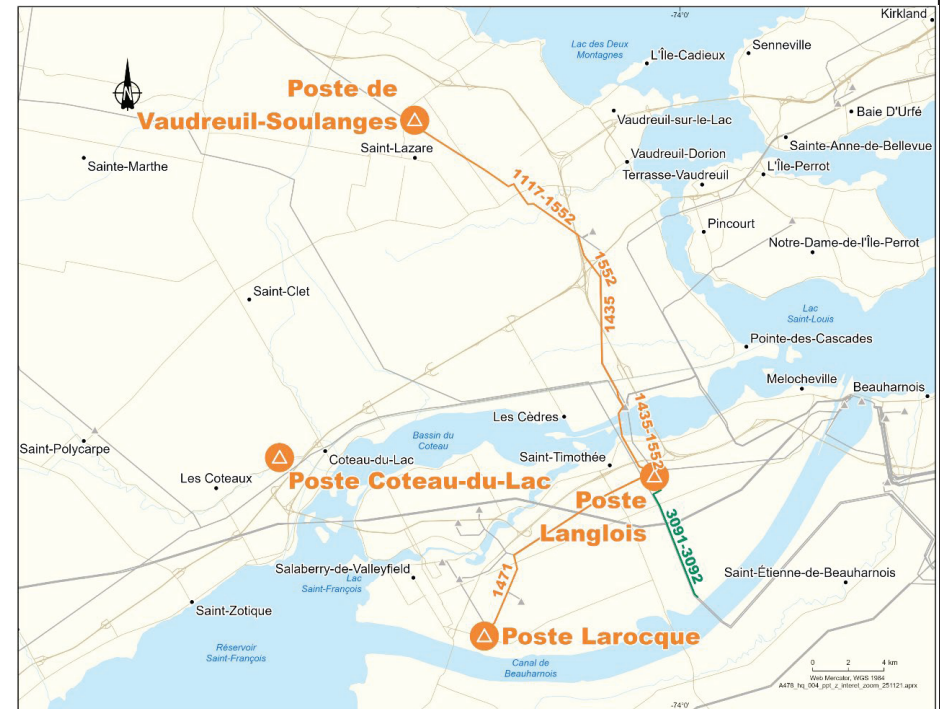 -74°0'
Kirkland
Lac des Deux
Montagnes
L'Île-Cadieux
Senneville
Poste de
Vaudreuil-Soulanges
Vaudreuil-sur-le-Lac
Baie D'Urfé
Saint-Lazare
Sainte-Marthe
Vaudreuil-Dorion
Sainte-Anne-de-Bellevue
Terrasse-Vaudreuil
L'Île-Perrot
1117-1552
Pincourt
Notre-Dame-de-l'Île-Perrot
1552
Saint-Clet
1435
Lac
Saint-Louis
Pointe-des-Cascades
Melocheville
Beauharnois
Les Cèdres
1435-1552
Bassin du
Coteau
Saint-Polycarpe
Coteau-du-Lac
Saint-Timothée
Les Coteaux
Poste Coteau-du-Lac
Poste
Langlois
3091-3092
Salaberry-de-Valleyfield
Lac
Saint-François
1471
Saint-Étienne-de-Beauharnois
Saint-Zotique
Poste Larocque
Réservoir
Saint-François
Canal de
Beauharnois
0 2 4 km
Web Mercator, WGS 1984
A478_hq_004_ppt_z_interet_zoom_251121.aprx
-74°0'